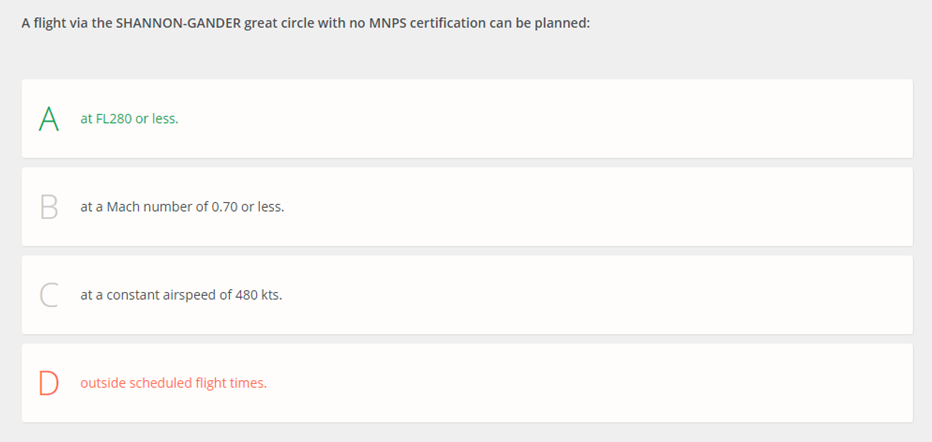 A flight via the SHANNON-GANDER great circle with no MNPS certification can be planned:
A at FL280 or less.
B at a Mach number of 0.70 or less.
C at a constant airspeed of 480 kts.
D outside scheduled flight times.